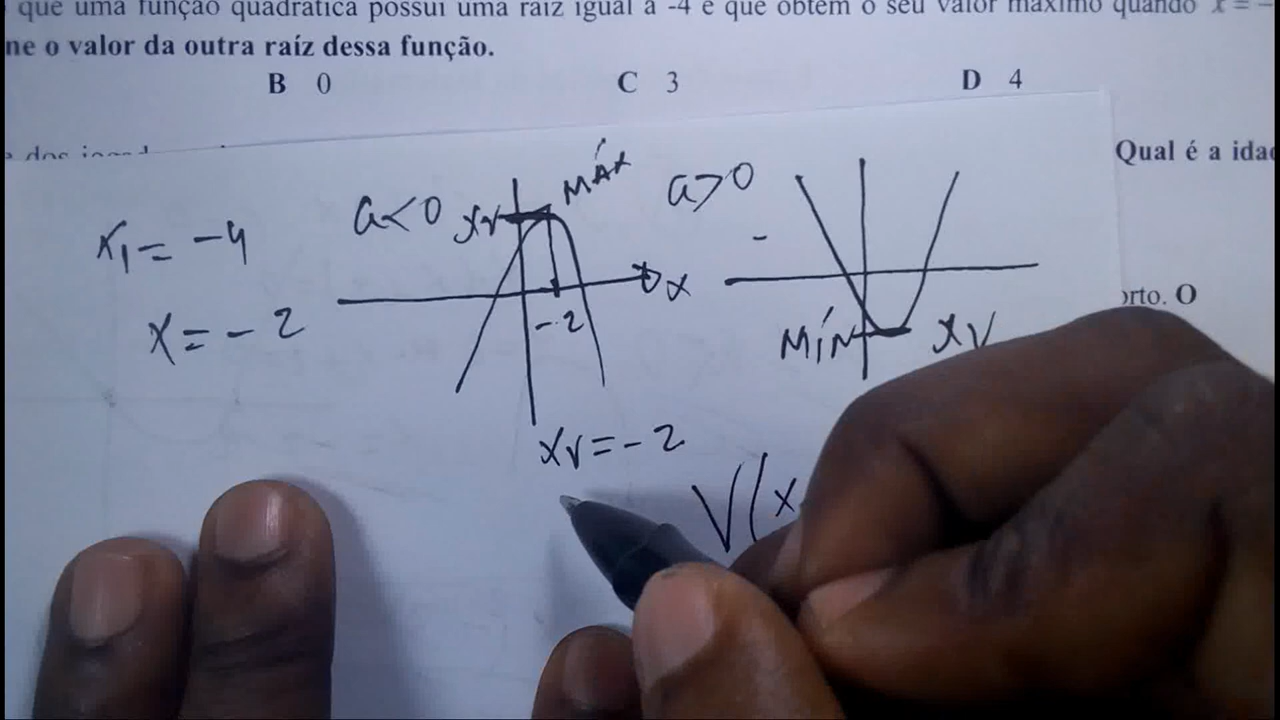 que uma função quadrática possui uma raiz igual a -4 e que obtém o seu valor máximo quando x = -
ne o valor da outra raíz dessa função.
B 0 C 3 D 4
Qual é a idad
orto. O
x₁ = -4
x = -2
a<0
xv
MÁX
x
-2
xv = -2
a>0
-
MÍN
xv
V(x